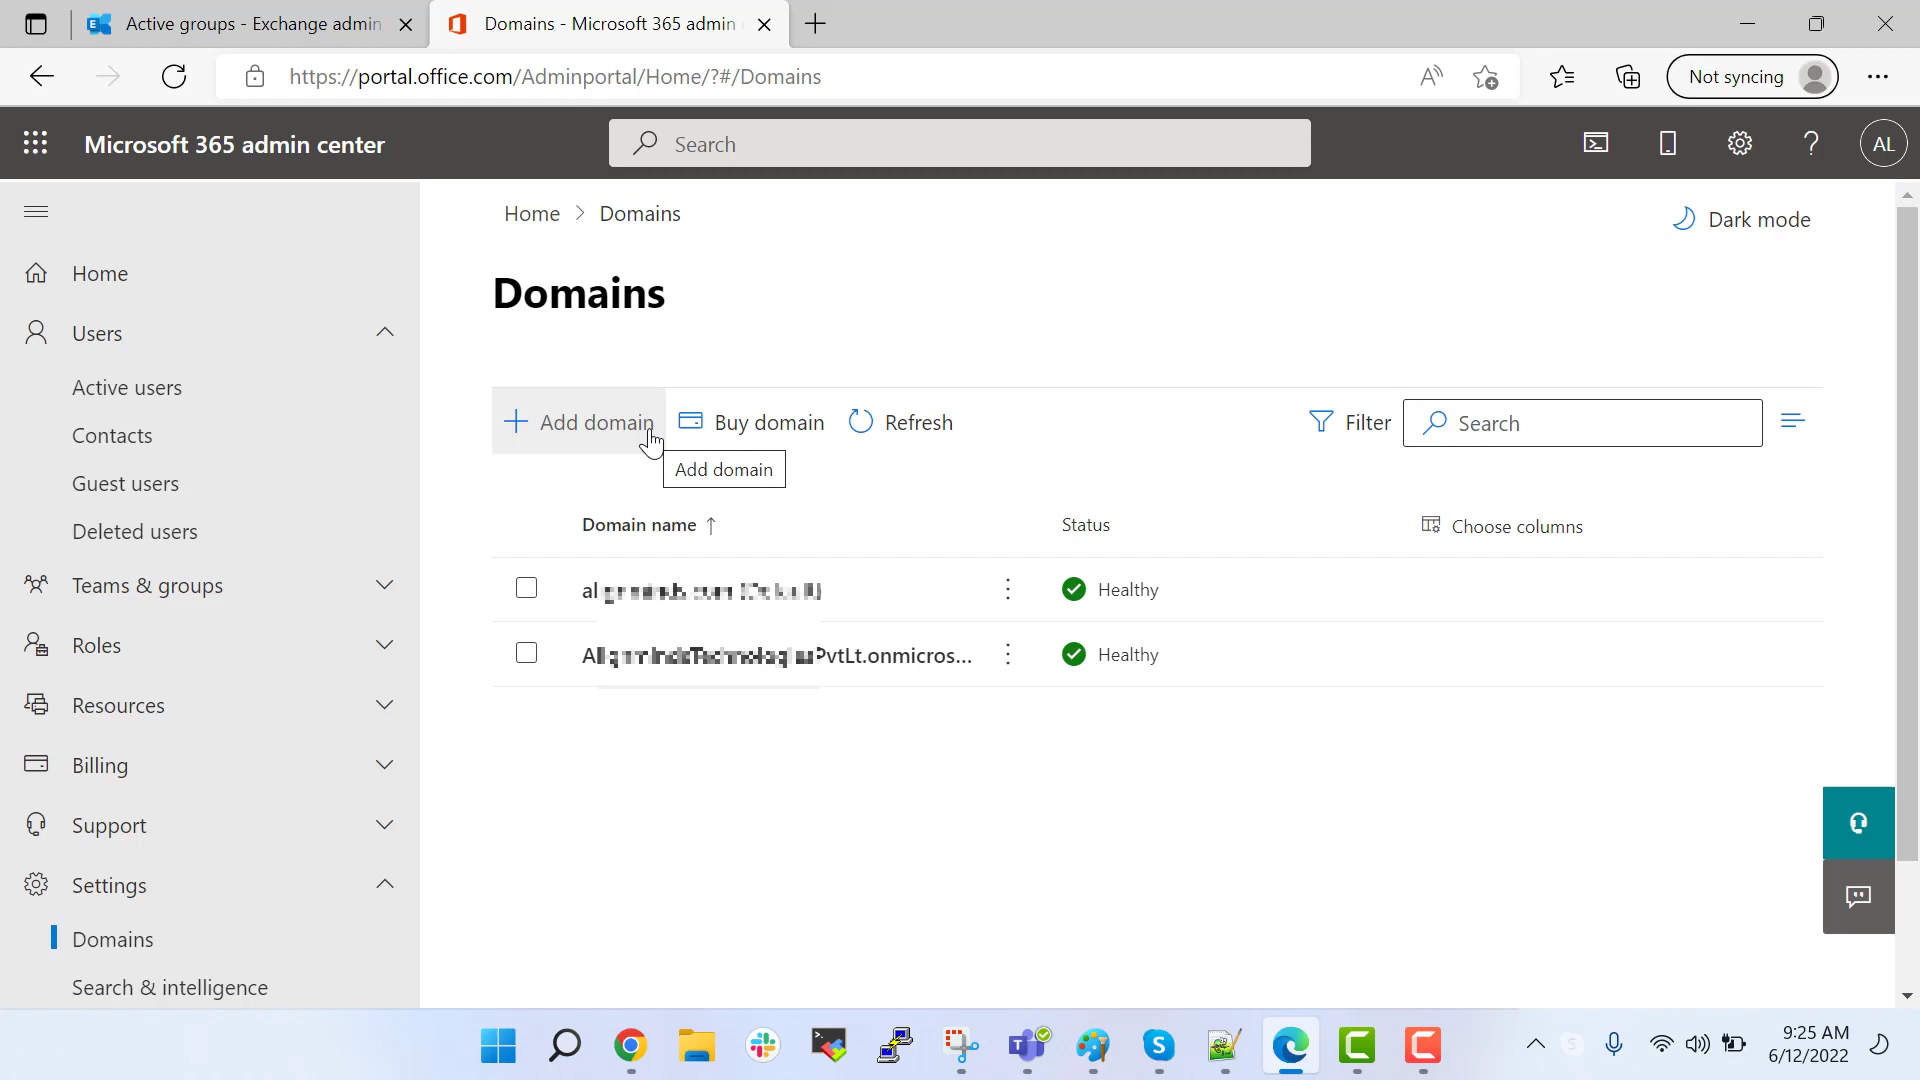 Active groups - Exchange admin
Domains - Microsoft 365 admin
https://portal.office.com/Adminportal/Home/?#/Domains
Not syncing
Microsoft 365 admin center
Search
AL
Home > Domains
Dark mode
Domains
Add domain
Buy domain
Refresh
Filter
Search
Add domain
Domain name ↑
Status
Choose columns
Healthy
PvtLt.onmicros...
Healthy
Home
Users
Active users
Contacts
Guest users
Deleted users
Teams & groups
Roles
Resources
Billing
Support
Settings
Domains
Search & intelligence
9:25 AM
6/12/2022